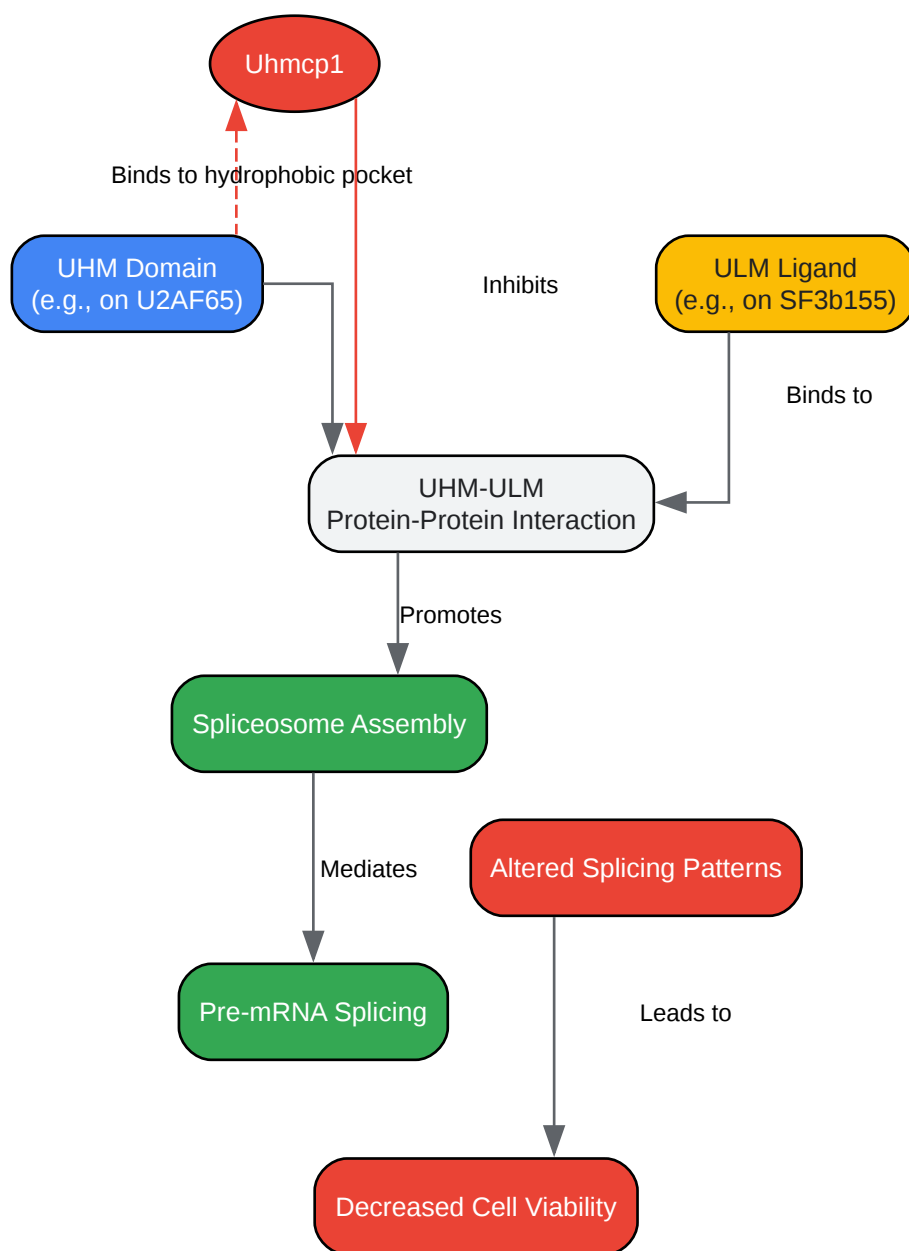 Uhmcp1
Binds to hydrophobic pocket
UHM Domain
(e.g., on U2AF65)
Inhibits
ULM Ligand
(e.g., on SF3b155)
Binds to
UHM-ULM
Protein-Protein Interaction
Promotes
Spliceosome Assembly
Mediates
Altered Splicing Patterns
Pre-mRNA Splicing
Leads to
Decreased Cell Viability